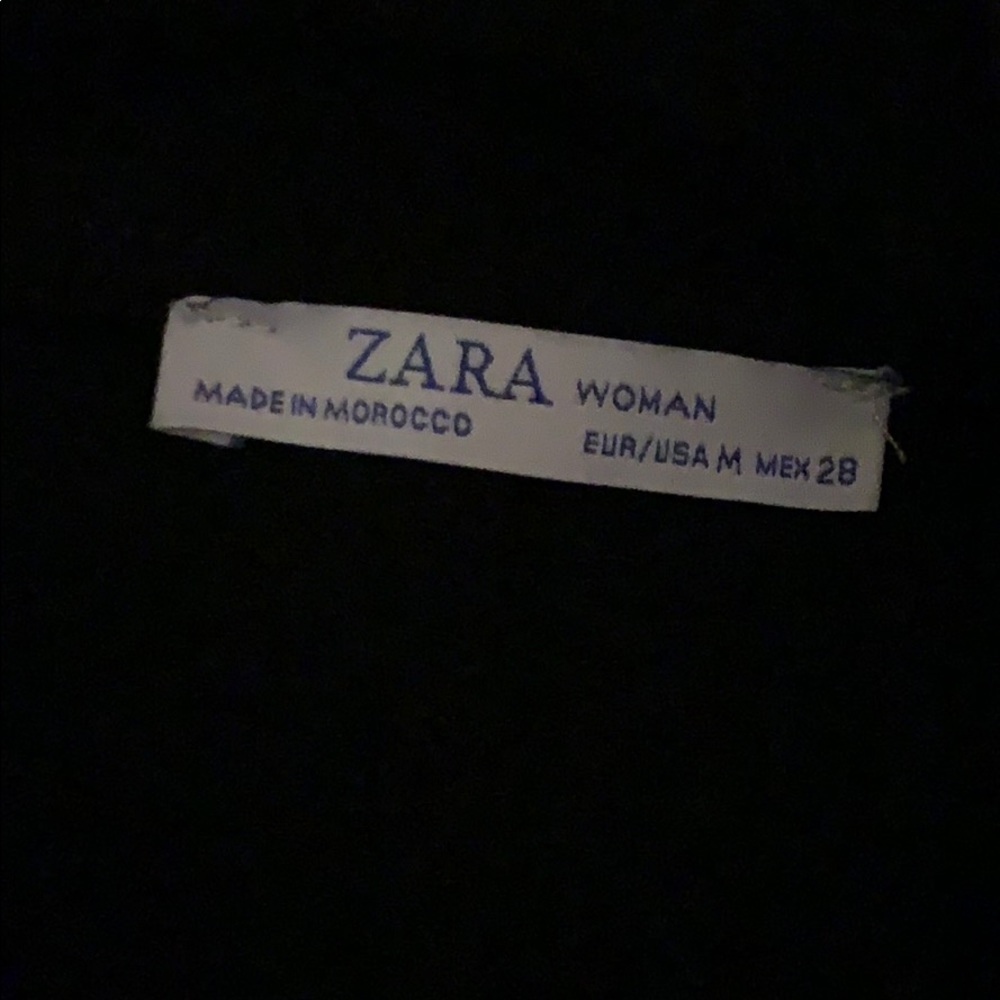 ZARA WOMAN
MADE IN MOROCCO
EUR/USA M MEX 28